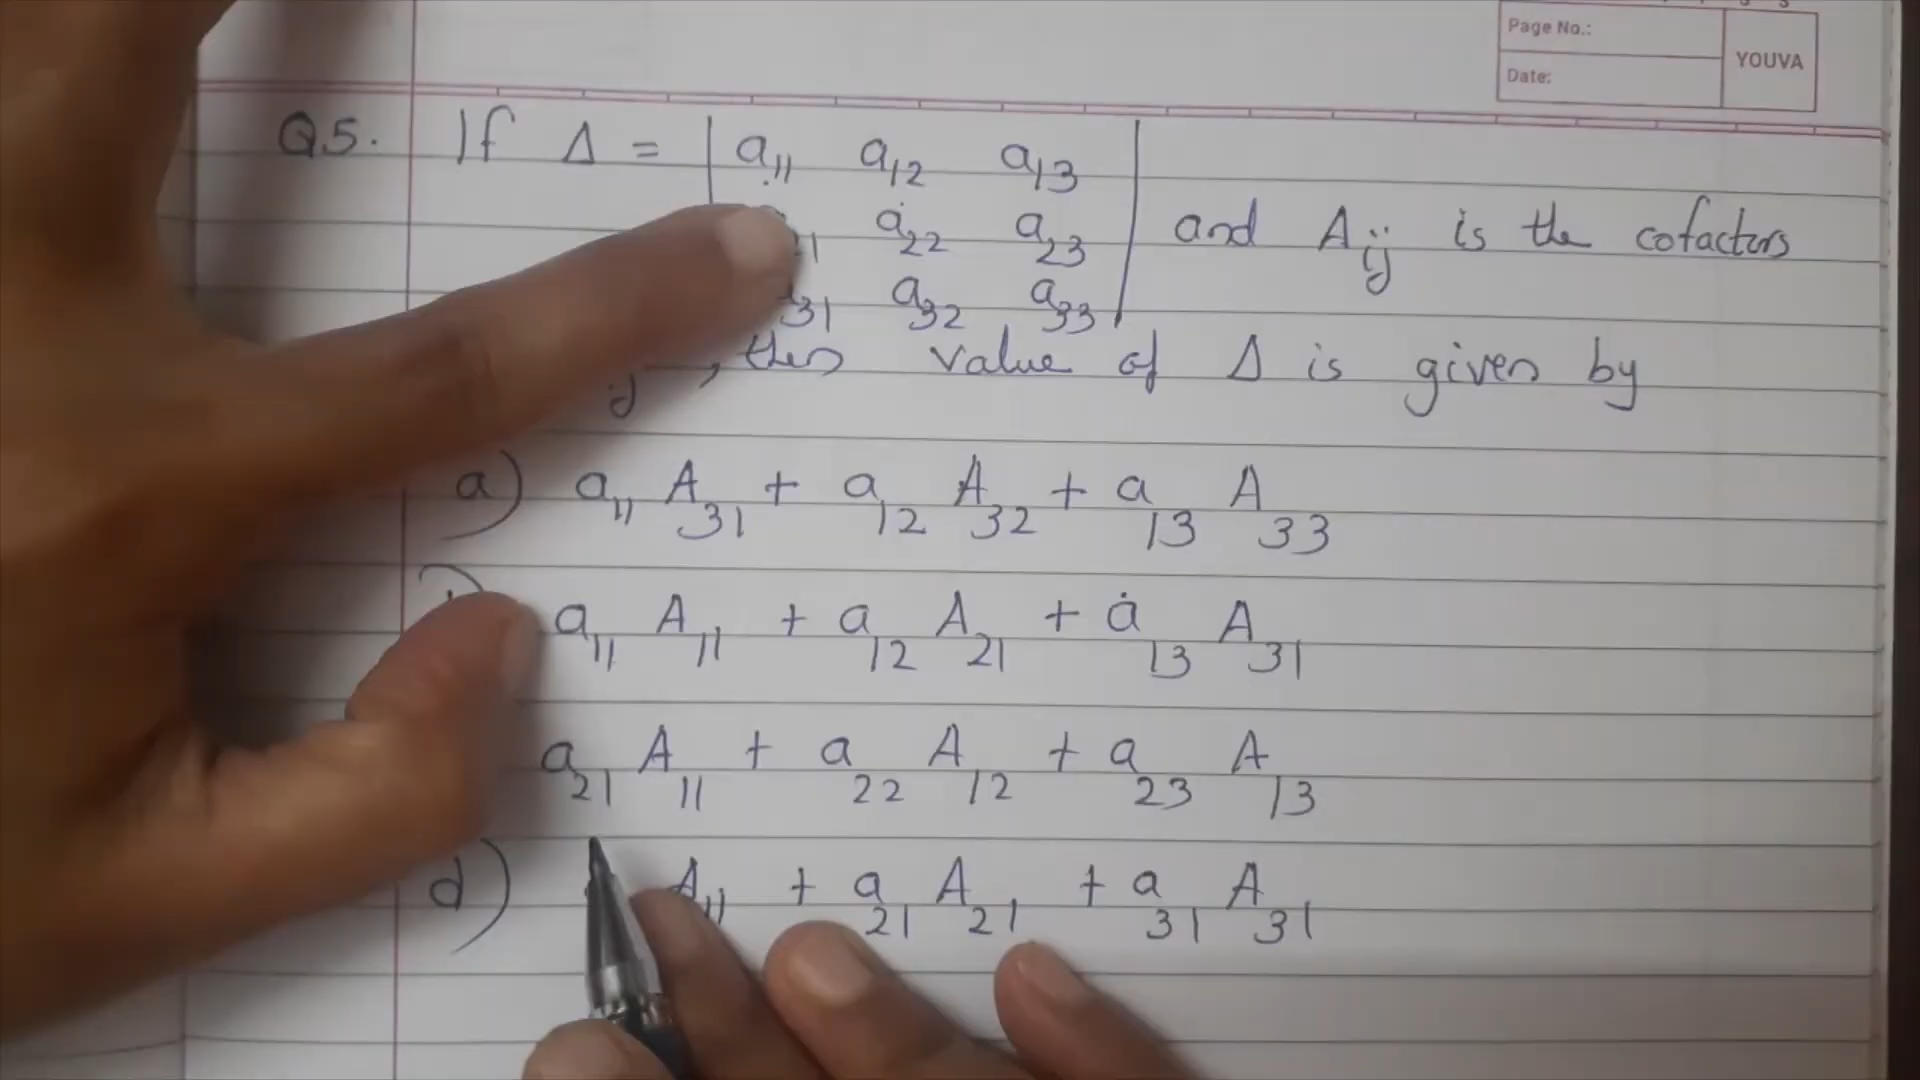 Page No.:
YOUVA
Date:
Q5. If Δ = | a11 a12 a13 |
a22 a23 and Aij is the cofactors
31 a32 a33
ij, then value of Δ is given by
a) a11 A31 + a12 A32 + a13 A33
a11 A11 + a12 A21 + a13 A31
a21 A11 + a22 A12 + a23 A13
d) A11 + a21 A21 + a31 A31